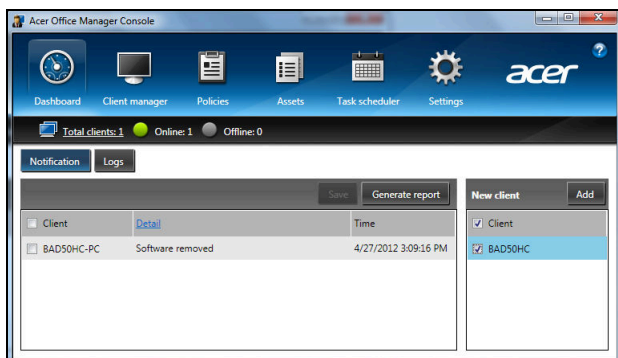 Acer Office Manager Console
acer
?
Dashboard Client manager Policies Assets Task scheduler Settings
Total clients: 1 Online: 1 Offline: 0
Notification Logs
Save Generate report New client Add
Client Detail Time Client
BAD50HC-PC Software removed 4/27/2012 3:09:16 PM BAD50HC